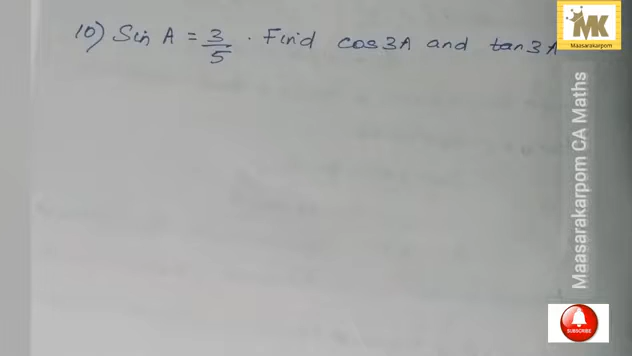 10) Sin A = 3/5 . Find cos3A and tan3A
MK
Maasarakarpom
Maasarakarpom CA Maths
SUBSCRIBE